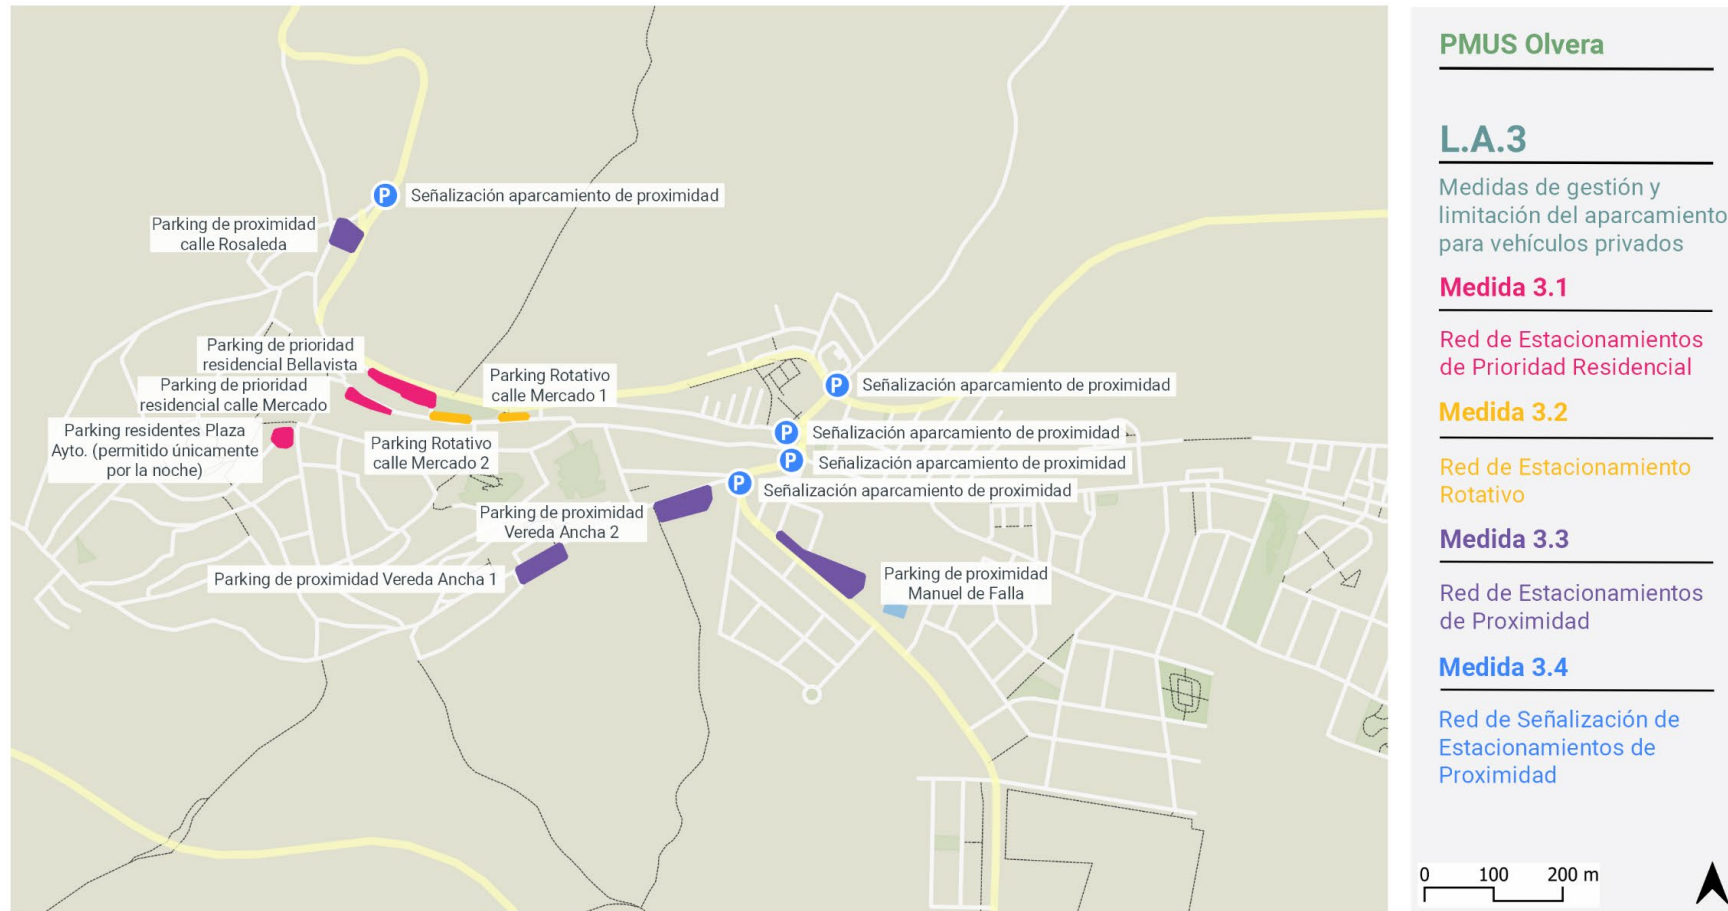 P
Señalización aparcamiento de proximidad
Parking de proximidad
calle Rosaleda
Parking de prioridad
residencial Bellavista
Parking de prioridad
residencial calle Mercado
Parking residentes Plaza
Ayto. (permitido únicamente
por la noche)
Parking Rotativo
calle Mercado 1
Parking Rotativo
calle Mercado 2
P
Señalización aparcamiento de proximidad
P
Señalización aparcamiento de proximidad
P
Señalización aparcamiento de proximidad
P
Señalización aparcamiento de proximidad
Parking de proximidad
Vereda Ancha 2
Parking de proximidad Vereda Ancha 1
Parking de proximidad
Manuel de Falla
PMUS Olvera
L.A.3
Medidas de gestión y
limitación del aparcamiento
para vehículos privados
Medida 3.1
Red de Estacionamientos
de Prioridad Residencial
Medida 3.2
Red de Estacionamiento
Rotativo
Medida 3.3
Red de Estacionamientos
de Proximidad
Medida 3.4
Red de Señalización de
Estacionamientos de
Proximidad
0 100 200 m